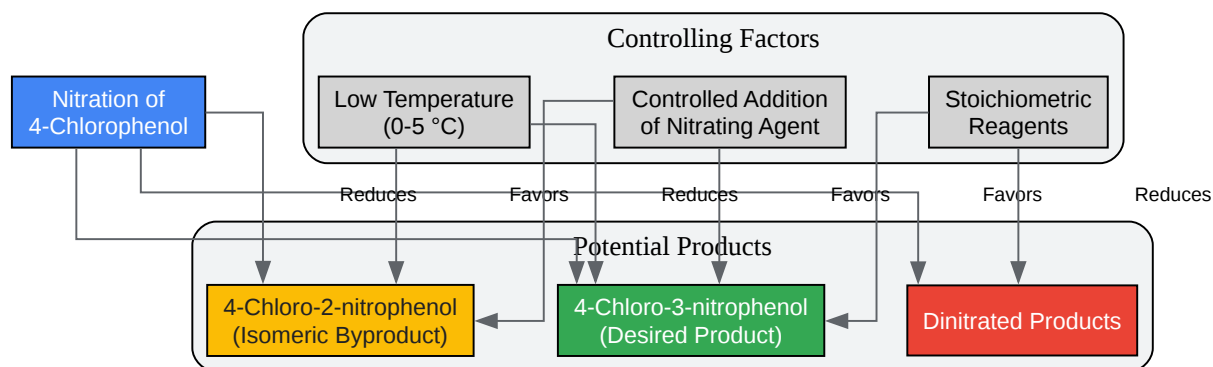 Controlling Factors
Nitration of
4-Chlorophenol
Low Temperature
(0-5 °C)
Controlled Addition
of Nitrating Agent
Stoichiometric
Reagents
Reduces
Favors
Reduces
Favors
Favors
Reduces
Potential Products
4-Chloro-2-nitrophenol
(Isomeric Byproduct)
4-Chloro-3-nitrophenol
(Desired Product)
Dinitrated Products